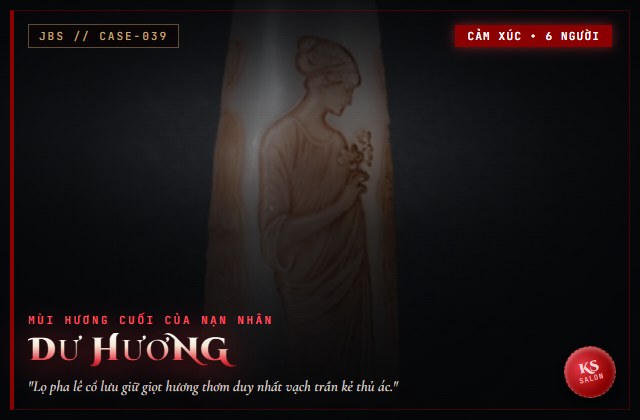 JBS // CASE-039
CẢM XÚC • 6 NGƯỜI
MÙI HƯƠNG CUỐI CỦA NẠN NHÂN
DƯ HƯƠNG
"Lọ pha lê cổ lưu giữ giọt hương thơm duy nhất vạch trần kẻ thủ ác."
KS
SALON